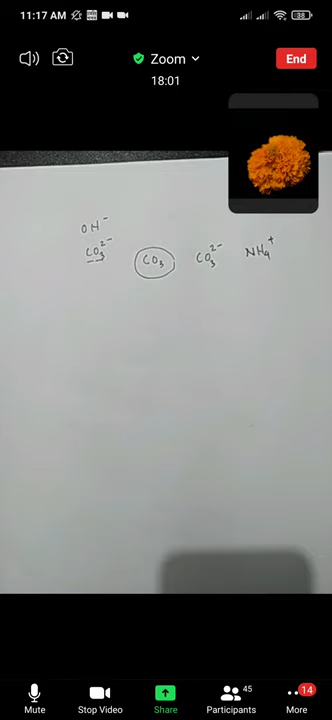 11:17 AM 38
Zoom End
18:01
OH⁻
CO₃²⁻ CO₃ CO₃²⁻ NH₄⁺
Mute Stop Video Share Participants 45 More 14